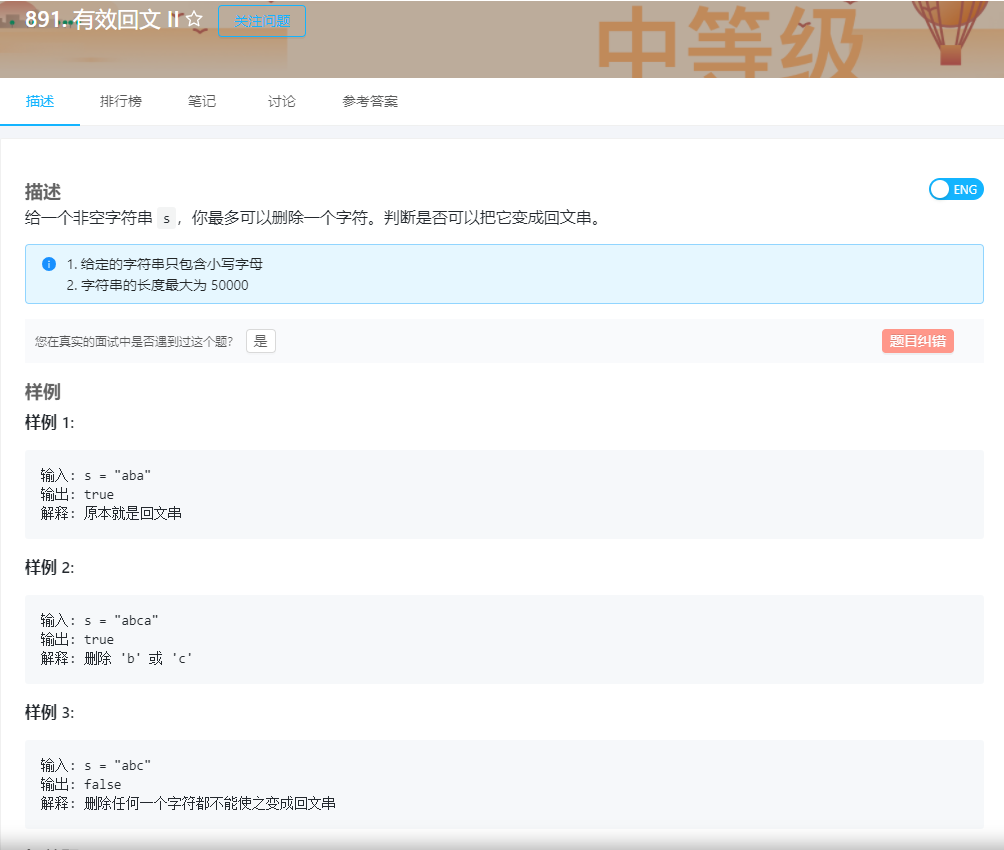 891. 有效回文 II ☆ 关注问题
中等级
描述 排行榜 笔记 讨论 参考答案
描述
ENG
给一个非空字符串 s，你最多可以删除一个字符。判断是否可以把它变成回文串。
1. 给定的字符串只包含小写字母
2. 字符串的长度最大为 50000
您在真实的面试中是否遇到过这个题? 是 题目纠错
样例
样例 1:
输入: s = "aba"
输出: true
解释: 原本就是回文串
样例 2:
输入: s = "abca"
输出: true
解释: 删除 'b' 或 'c'
样例 3:
输入: s = "abc"
输出: false
解释: 删除任何一个字符都不能使之变成回文串